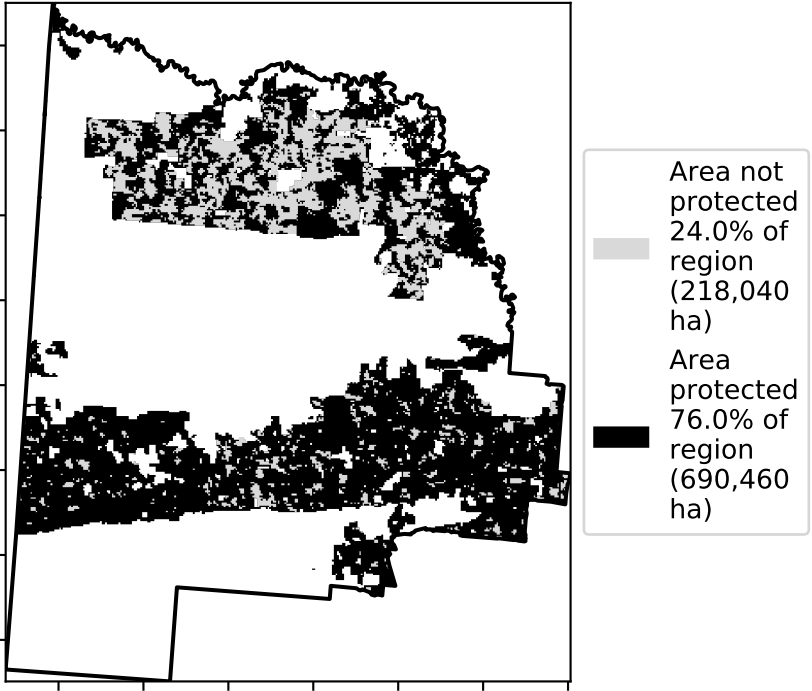 Area not
protected
24.0% of
region
(218,040
ha)
Area
protected
76.0% of
region
(690,460
ha)